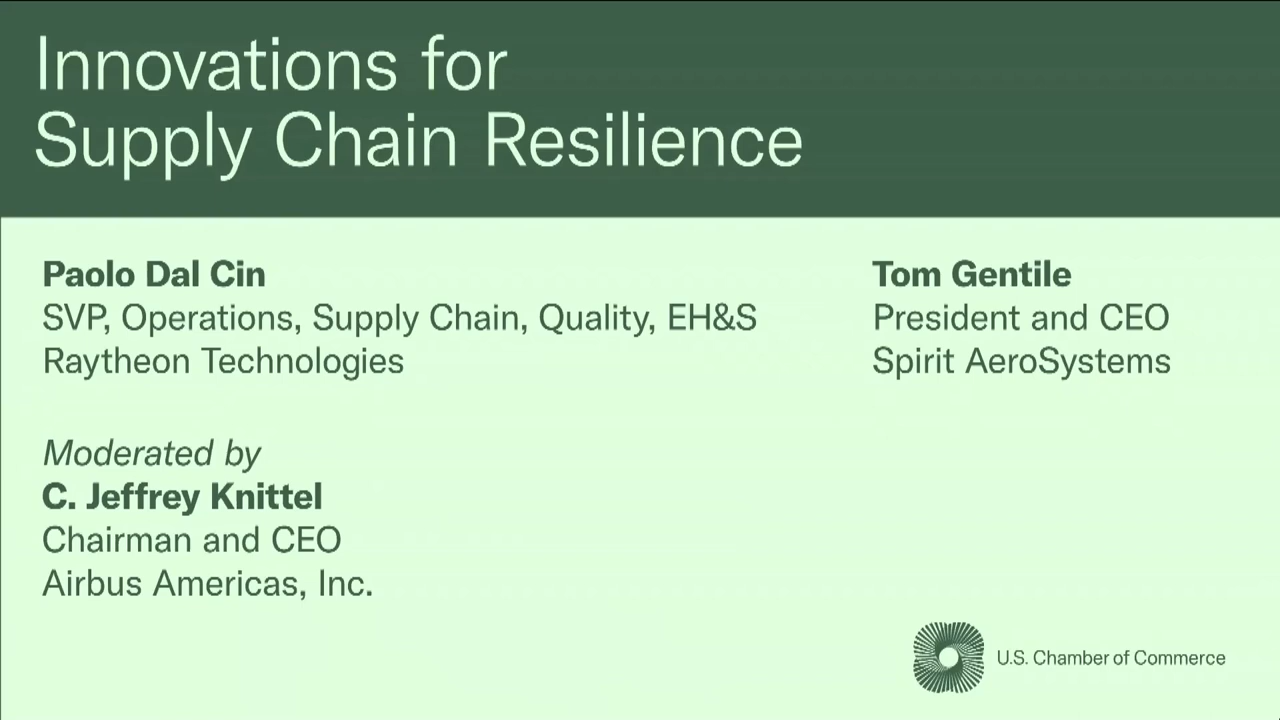 Innovations for
Supply Chain Resilience
Paolo Dal Cin
SVP, Operations, Supply Chain, Quality, EH&S
Raytheon Technologies
Tom Gentile
President and CEO
Spirit AeroSystems
Moderated by
C. Jeffrey Knittel
Chairman and CEO
Airbus Americas, Inc.
U.S. Chamber of Commerce